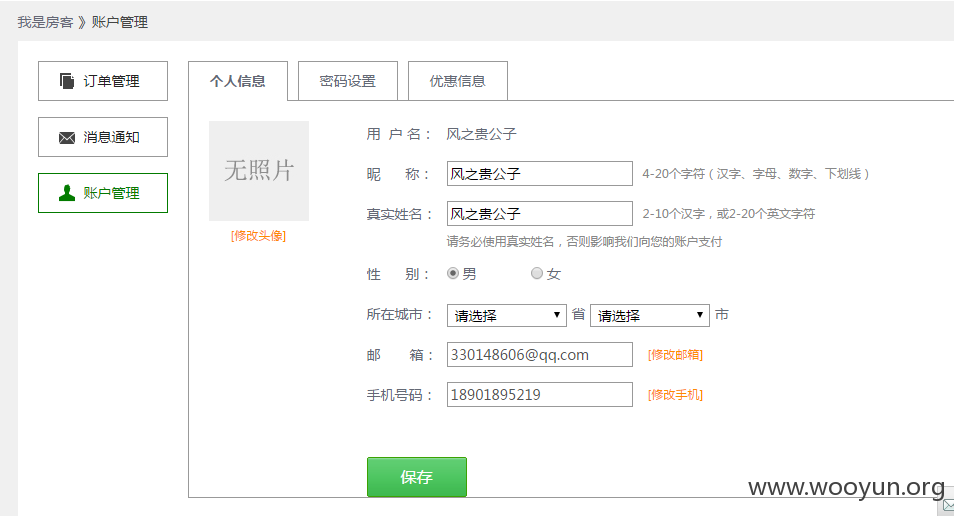 我是房客 》账户管理
订单管理
消息通知
账户管理
个人信息 密码设置 优惠信息
无照片
[修改头像]
用 户 名： 风之贵公子
昵 称： 风之贵公子 4-20个字符（汉字、字母、数字、下划线）
真实姓名： 风之贵公子 2-10个汉字，或2-20个英文字符
请务必使用真实姓名，否则影响我们向您的账户支付
性 别： 男 女
所在城市： 请选择 省 请选择 市
邮 箱： 330148606@qq.com [修改邮箱]
手机号码： 18901895219 [修改手机]
保存
www.wooyun.org